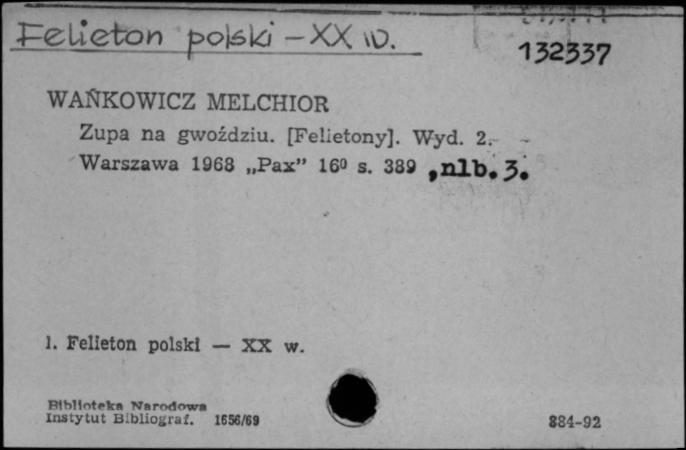 Felieton polski – XX w.
132337
WAŃKOWICZ MELCHIOR
Zupa na gwoździu. [Felietony]. Wyd. 2.
Warszawa 1968 „Pax” 16⁰ s. 389 , nlb. 3.
1. Felieton polski — XX w.
Biblioteka Narodowa
Instytut Bibliograf. 1656/69
884-92